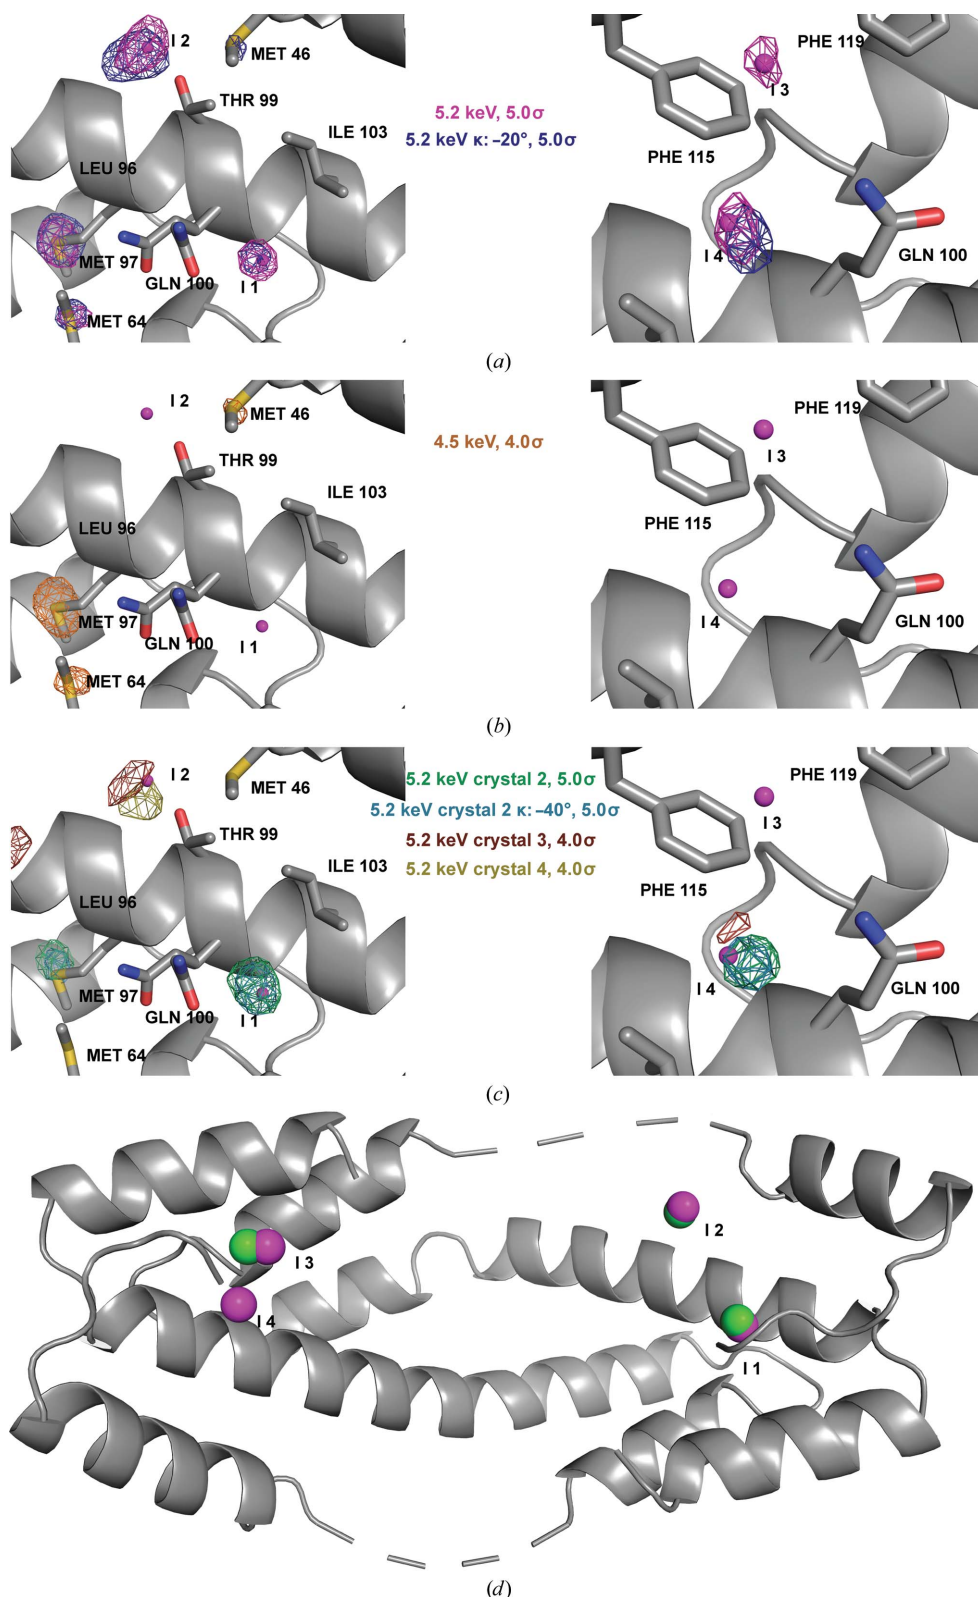 I 2
MET 46
THR 99
ILE 103
LEU 96
MET 97
GLN 100
I 1
MET 64
5.2 keV, 5.0σ
5.2 keV κ: –20°, 5.0σ
PHE 119
I 3
PHE 115
I 4
GLN 100
(a)
I 2
MET 46
THR 99
ILE 103
LEU 96
MET 97
GLN 100
I 1
MET 64
4.5 keV, 4.0σ
PHE 119
I 3
PHE 115
I 4
GLN 100
(b)
I 2
MET 46
THR 99
ILE 103
LEU 96
MET 97
GLN 100
I 1
MET 64
5.2 keV crystal 2, 5.0σ
5.2 keV crystal 2 κ: –40°, 5.0σ
5.2 keV crystal 3, 4.0σ
5.2 keV crystal 4, 4.0σ
PHE 119
I 3
PHE 115
I 4
GLN 100
(c)
I 2
I 3
I 4
I 1
(d)